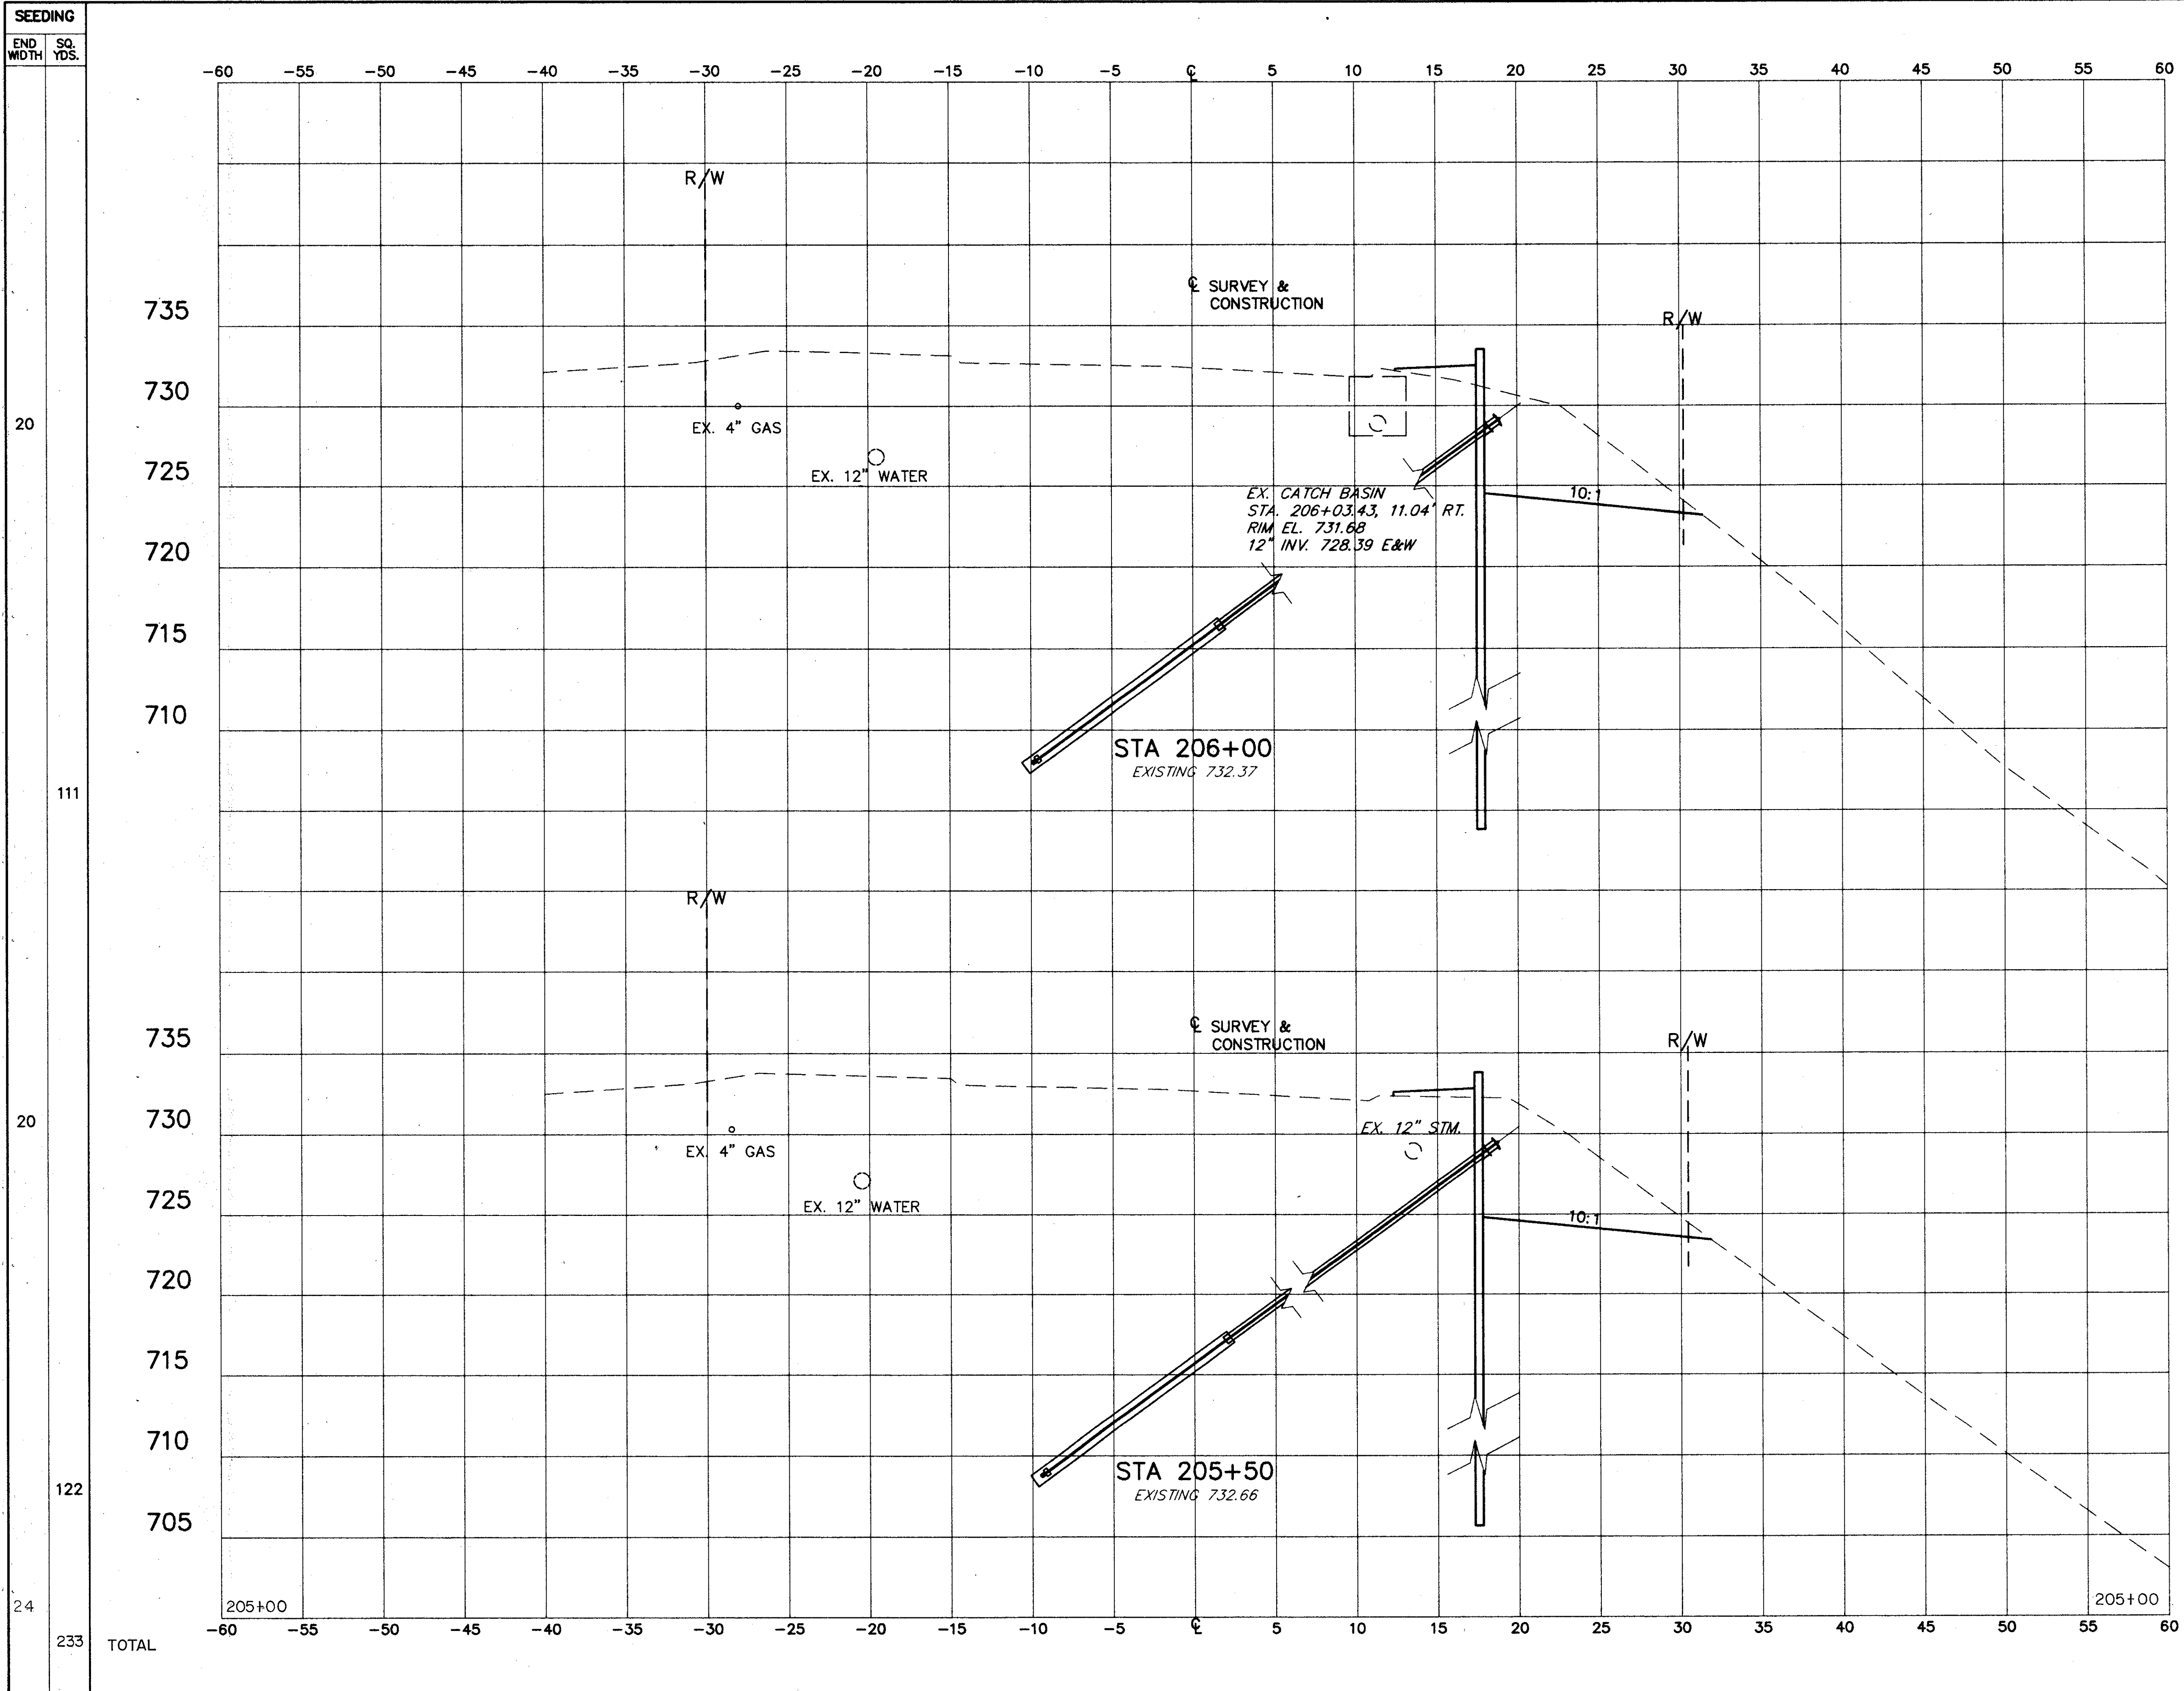 SEEDING
END WIDTH
SQ. YDS.
-60 -55 -50 -45 -40 -35 -30 -25 -20 -15 -10 -5 ℄ 5 10 15 20 25 30 35 40 45 50 55 60
R/W
℄ SURVEY &
CONSTRUCTION
735
R/W
730
20
EX. 4" GAS
725
EX. 12" WATER
EX. CATCH BASIN
STA. 206+03.43, 11.04' RT.
RIM EL. 731.68
12" INV. 728.39 E&W
10:1
720
715
710
STA 206+00
EXISTING 732.37
111
R/W
℄ SURVEY &
CONSTRUCTION
735
R/W
730
20
EX. 12" STM.
EX. 4" GAS
725
EX. 12" WATER
10:1
720
715
710
STA 205+50
EXISTING 732.66
122
705
24
205+00
205+00
-60 -55 -50 -45 -40 -35 -30 -25 -20 -15 -10 -5 ℄ 5 10 15 20 25 30 35 40 45 50 55 60
233 TOTAL